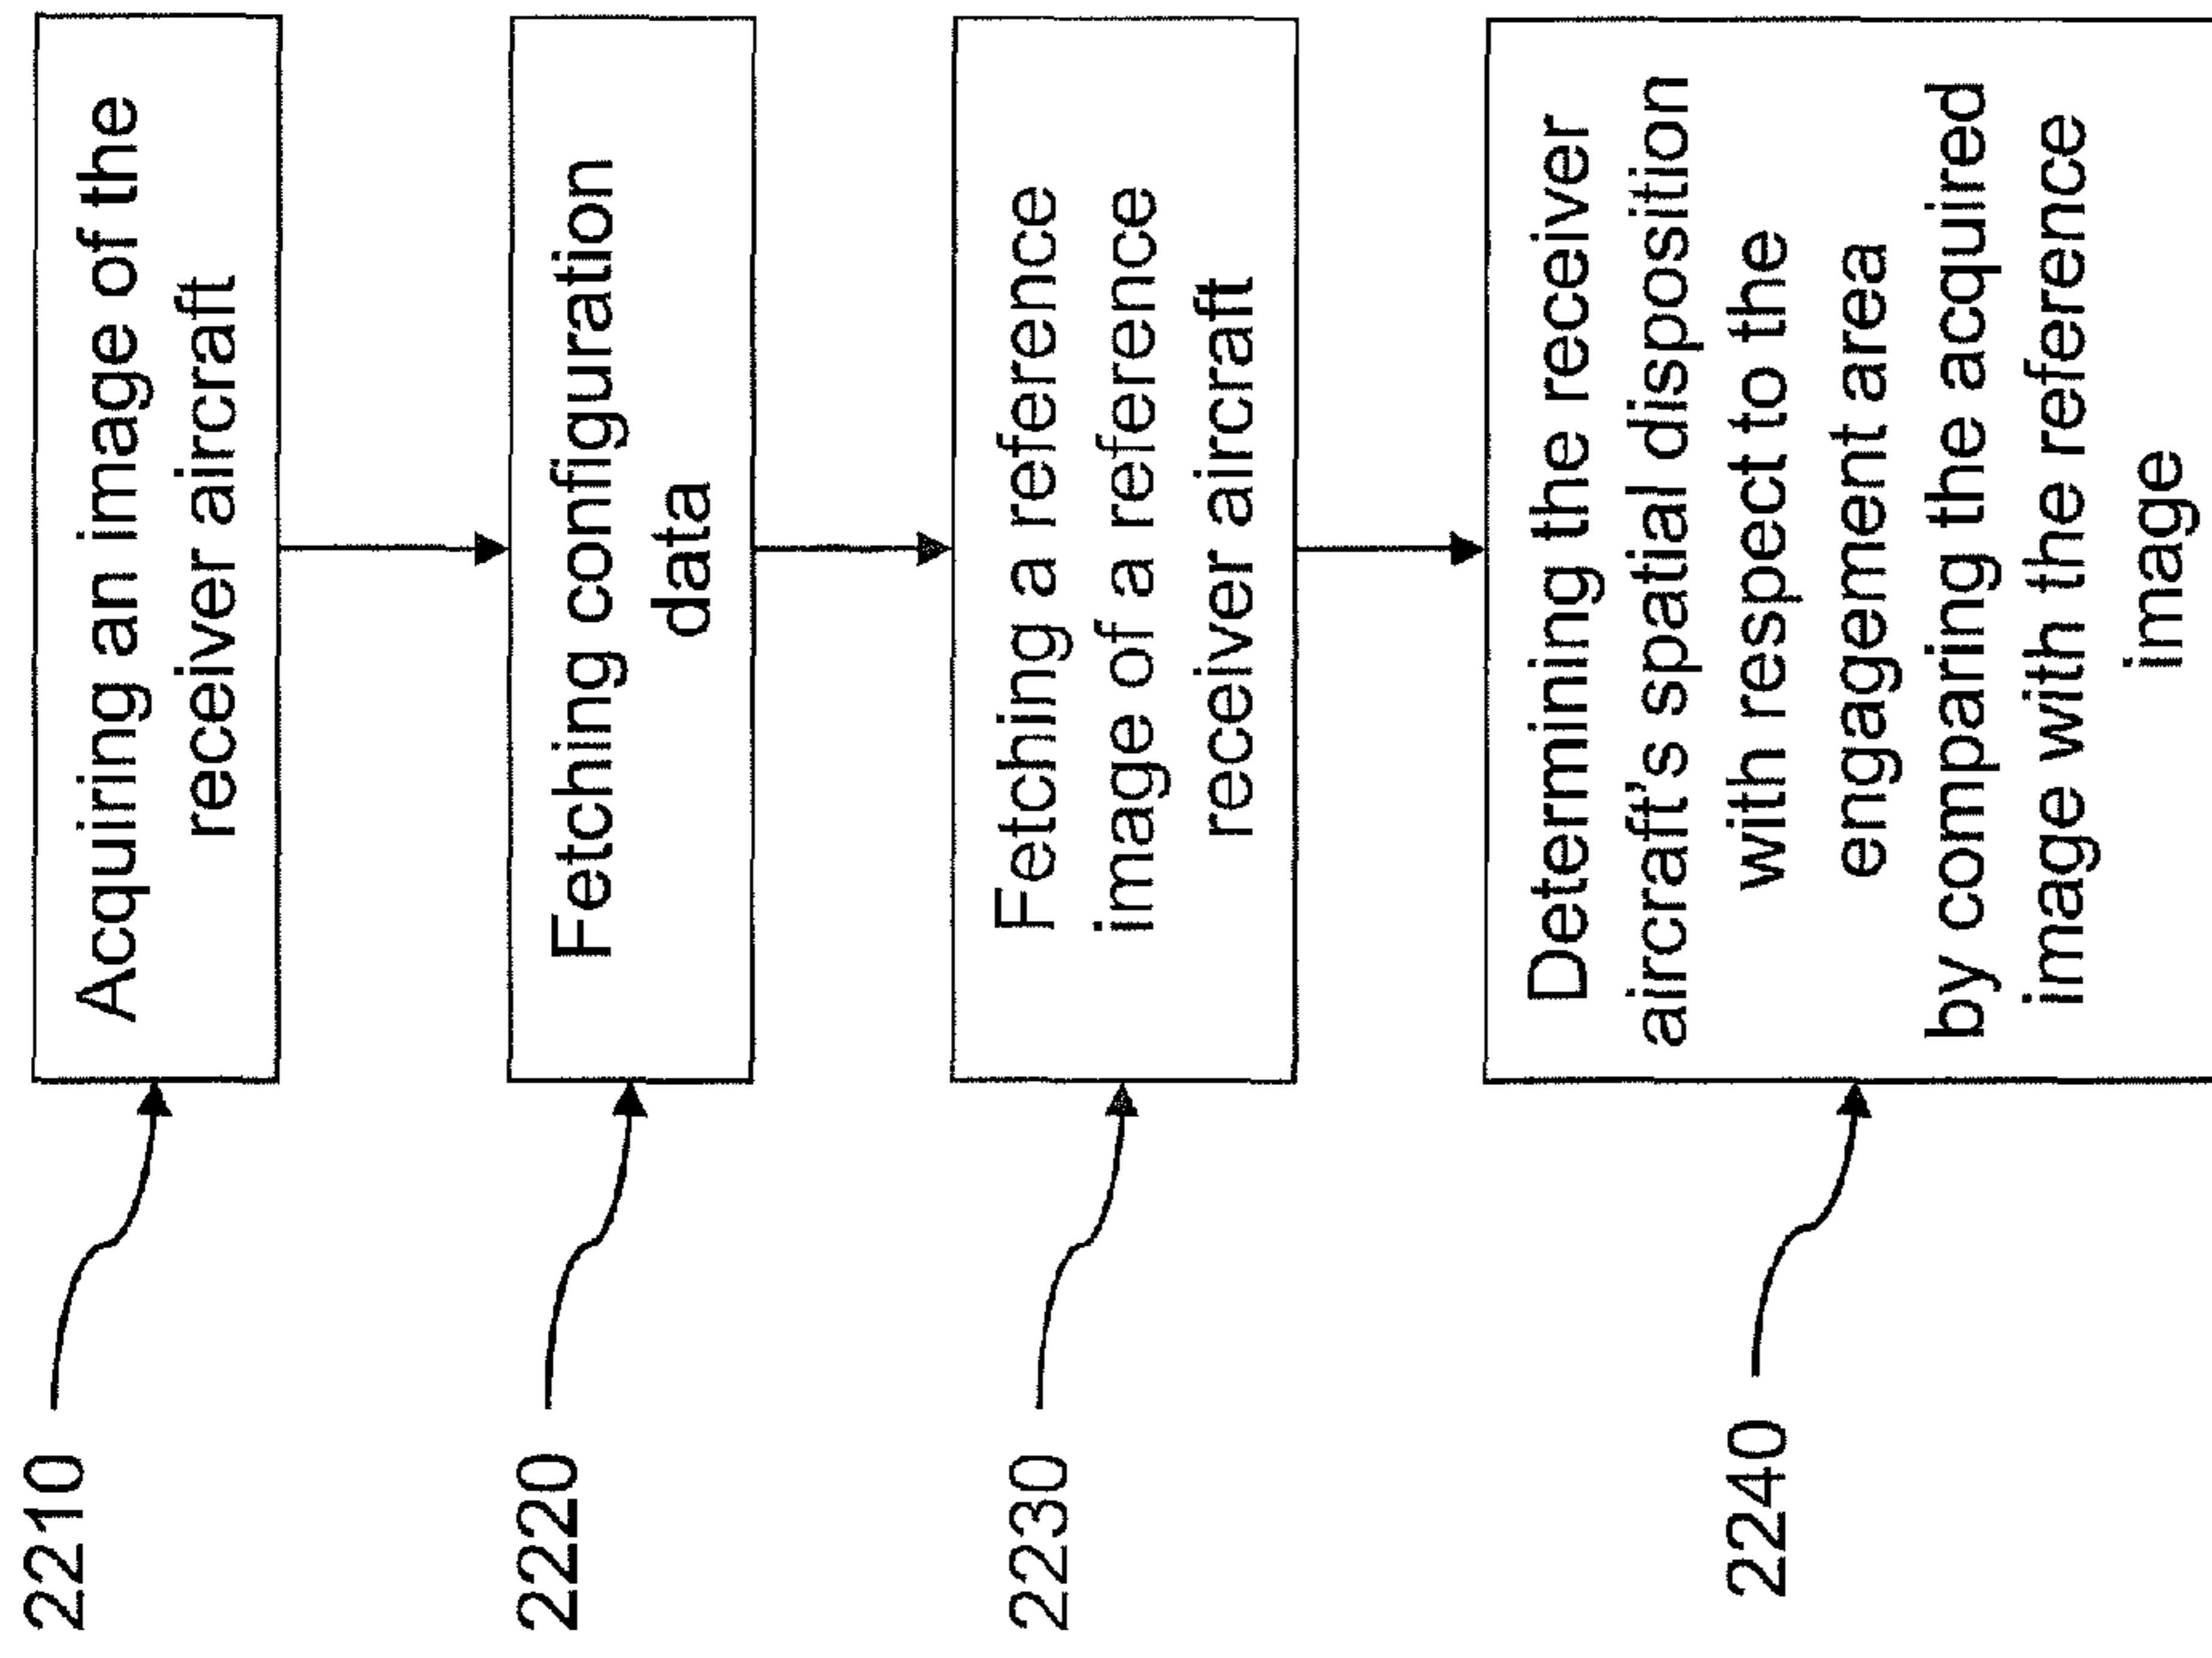 2210
Acquiring an image of the
receiver aircraft
2220
Fetching configuration
data
2230
Fetching a reference
image of a reference
receiver aircraft
2240
Determining the receiver
aircraft's spatial disposition
with respect to the
engagement area
by comparing the acquired
image with the reference
image